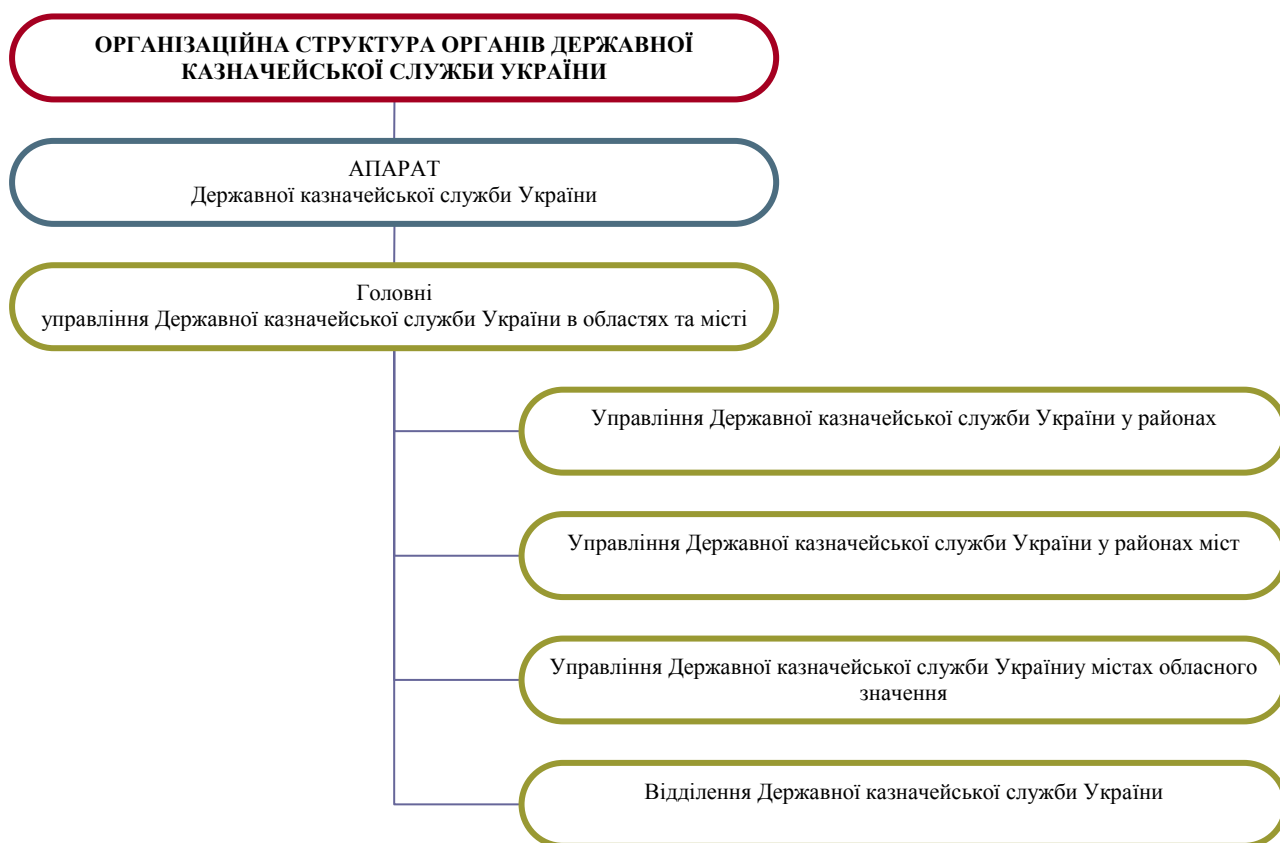 ОРГАНІЗАЦІЙНА СТРУКТУРА ОРГАНІВ ДЕРЖАВНОЇ
КАЗНАЧЕЙСЬКОЇ СЛУЖБИ УКРАЇНИ
АПАРАТ
Державної казначейської служби України
Головні
управління Державної казначейської служби України в областях та місті
Управління Державної казначейської служби України у районах
Управління Державної казначейської служби України у районах міст
Управління Державної казначейської служби Україниу містах обласного
значення
Відділення Державної казначейської служби України